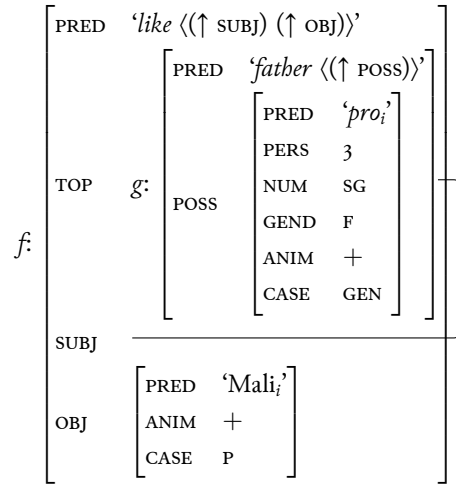 PRED ‘like ⟨(↑ SUBJ) (↑ OBJ)⟩’
PRED ‘father ⟨(↑ POSS)⟩’
PRED ‘proᵢ’
PERS 3
TOP g: NUM SG
POSS
GEND F
f:
ANIM +
CASE GEN
SUBJ
PRED ‘Maliᵢ’
OBJ ANIM +
CASE P